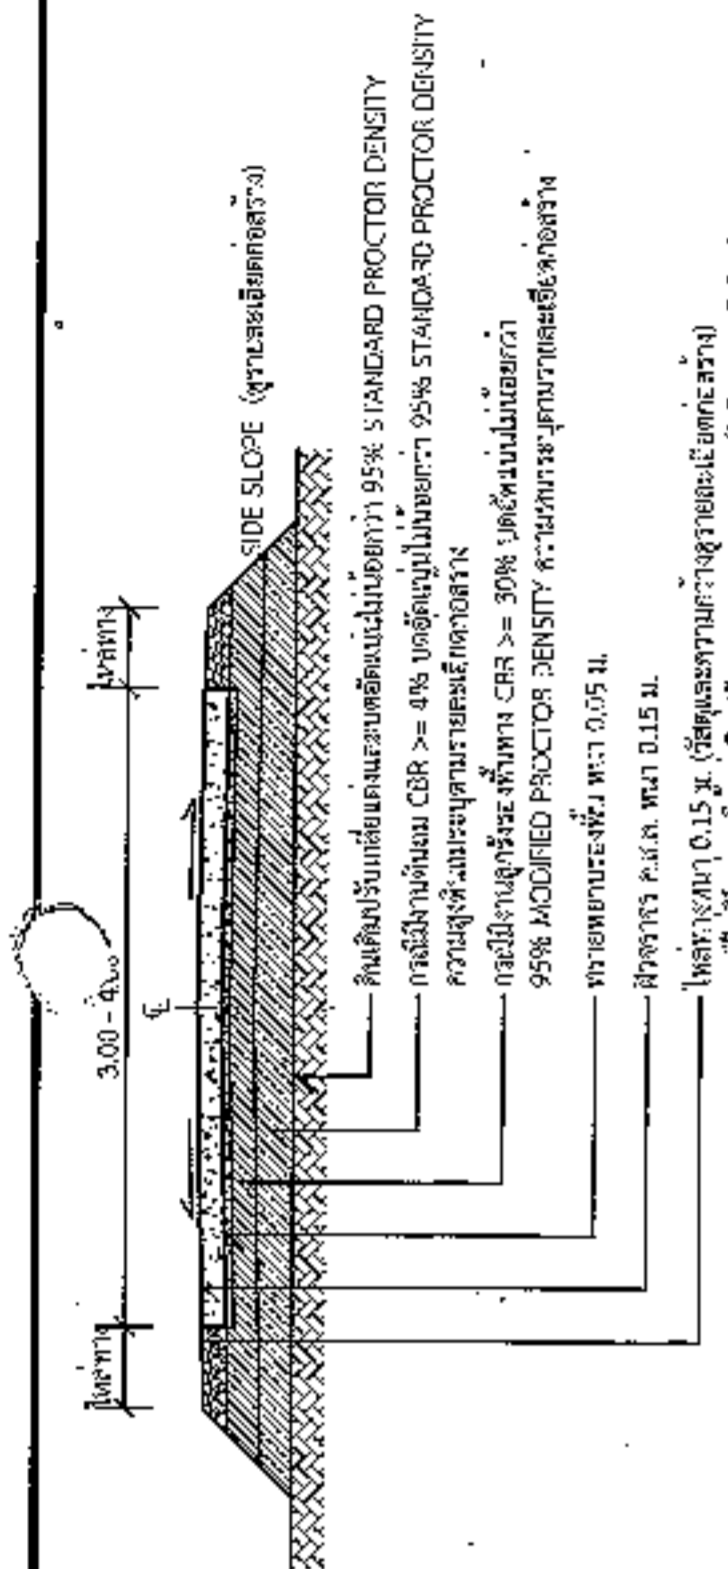 ไหล่ทาง
3.00 - 4.00
ไหล่ทาง
SIDE SLOPE (ดูรายละเอียดก่อสร้าง)
ดินเดิมปรับเกลี่ยแต่งและบดอัดแน่นไม่น้อยกว่า 95% STANDARD PROCTOR DENSITY
กรณีมีงานดินถม CBR >= 4% บดอัดแน่นไม่น้อยกว่า 95% STANDARD PROCTOR DENSITY
ความสูงดินถมระบุตามรายละเอียดก่อสร้าง
กรณีมีงานลูกรังรองพื้นทาง CBR >= 30% บดอัดแน่นไม่น้อยกว่า
95% MODIFIED PROCTOR DENSITY ความหนาระบุตามรายละเอียดก่อสร้าง
ทรายหยาบรองพื้น หนา 0.05 ม.
ผิวจราจร ค.ส.ล. หนา 0.15 ม.
ไหล่ทางหนา 0.15 ม. (วัสดุและความกว้างดูรายละเอียดก่อสร้าง)